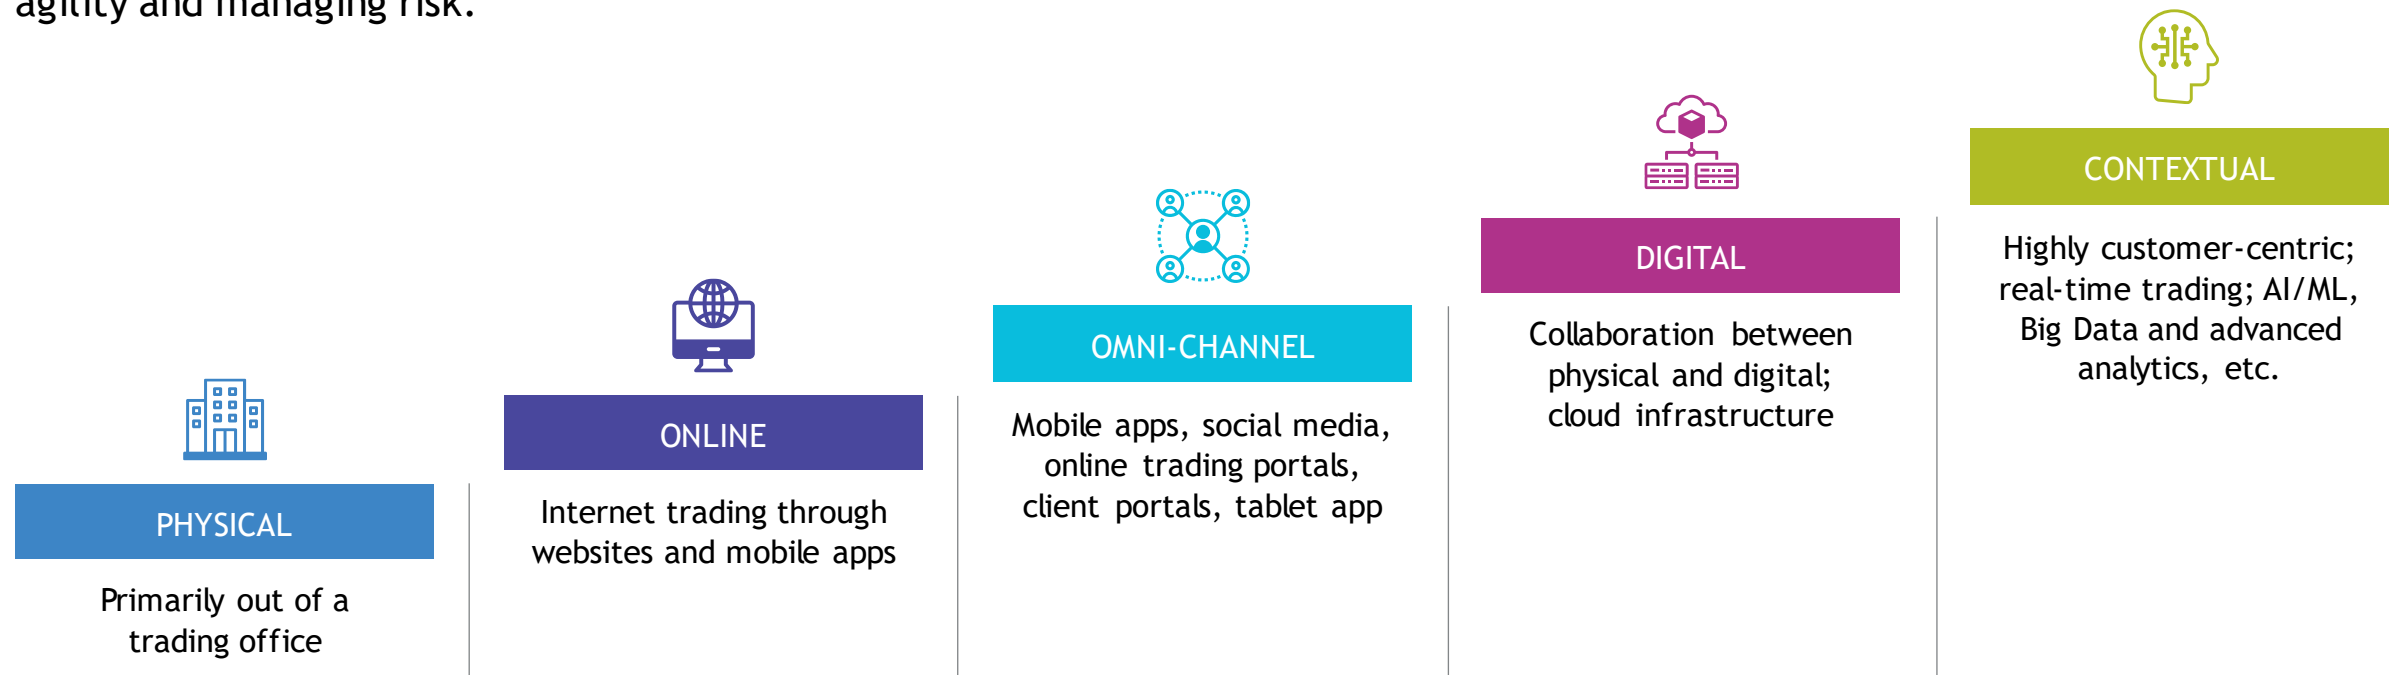 agility and managing risk.
PHYSICAL
Primarily out of a
trading office
ONLINE
Internet trading through
websites and mobile apps
OMNI-CHANNEL
Mobile apps, social media,
online trading portals,
client portals, tablet app
DIGITAL
Collaboration between
physical and digital;
cloud infrastructure
CONTEXTUAL
Highly customer-centric;
real-time trading; AI/ML,
Big Data and advanced
analytics, etc.